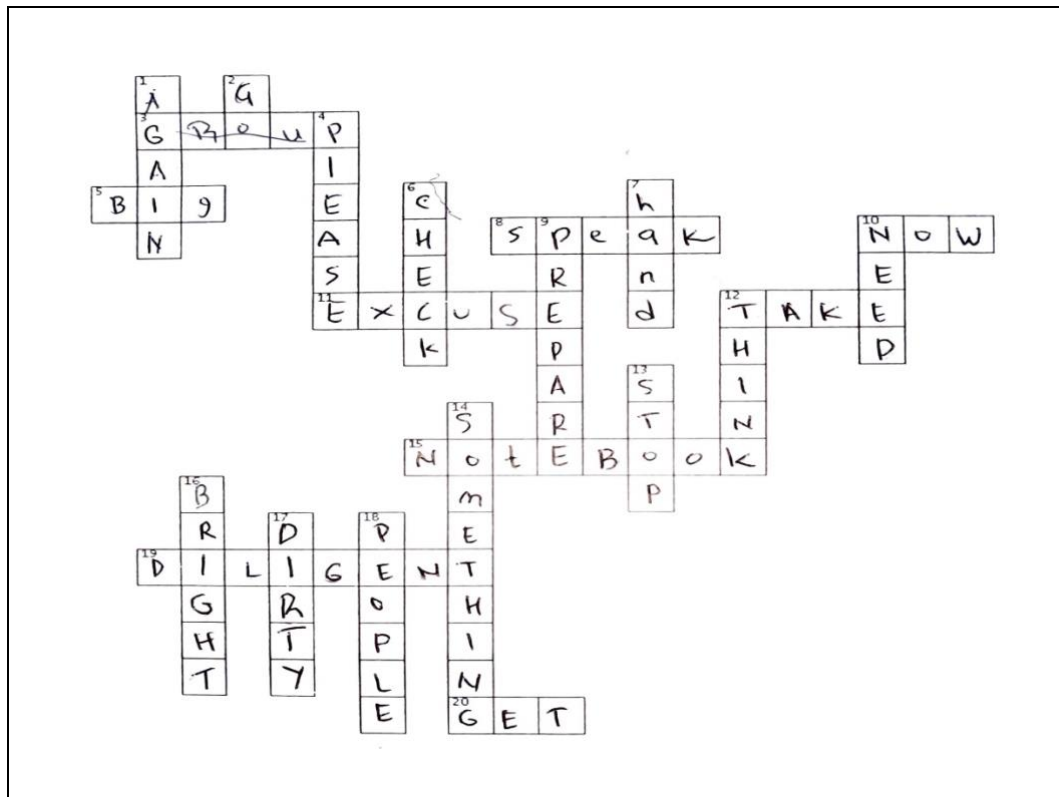 1 2
A G
3 4
G R O U P
A I
5
B I g E
6 7
C h
N A H 8 9 10
S P e a k N O W
S E R n E
11 12
E X C U S E d T A K E
K P H D
13
A S I
14
S R T N
15
N o t E B o o k
16
B m P
17 18
R D P E
19
D I L I G E N T
G R O H
H T P I
T Y L N
20
E G E T